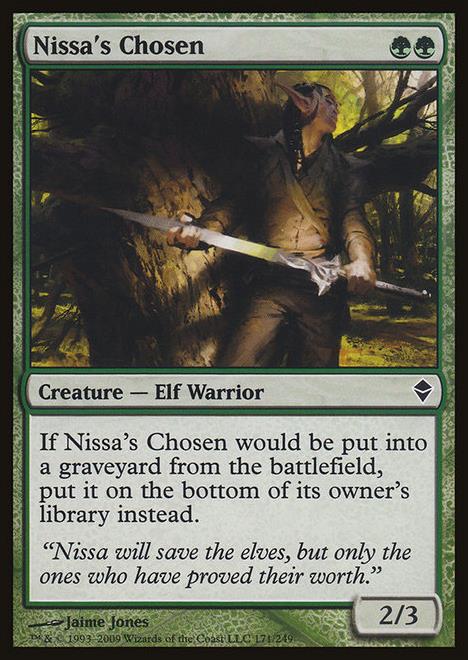 Nissa's Chosen
Creature — Elf Warrior
If Nissa's Chosen would be put into
a graveyard from the battlefield,
put it on the bottom of its owner's
library instead.
“Nissa will save the elves, but only the
ones who have proved their worth.”
Jaime Jones
2/3
™ & © 1993–2009 Wizards of the Coast LLC 171/249